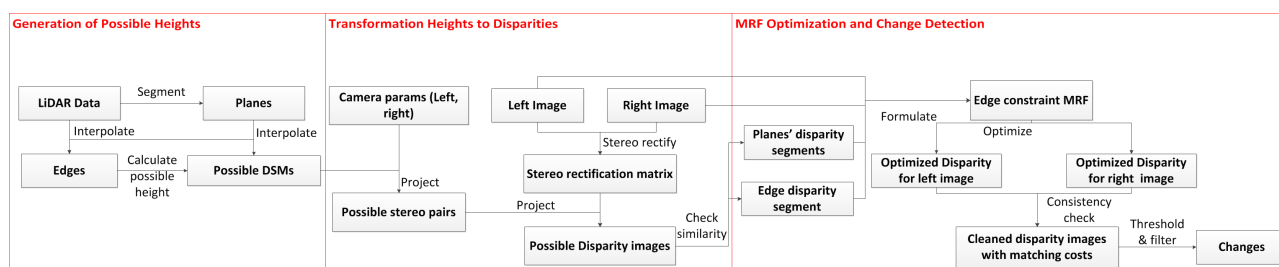 Generation of Possible Heights
LiDAR Data
Segment
Planes
Interpolate
Interpolate
Edges
Calculate
possible
height
Possible DSMs
Transformation Heights to Disparities
Camera params (Left,
right)
Left Image
Right Image
Stereo rectify
Stereo rectification matrix
Project
Possible stereo pairs
Project
Possible Disparity images
Check
similarity
MRF Optimization and Change Detection
Planes’ disparity
segments
Edge disparity
segment
Edge constraint MRF
Formulate
Optimize
Optimized Disparity
for left image
Optimized Disparity
for right image
Consistency
check
Cleaned disparity images
with matching costs
Threshold
& filter
Changes